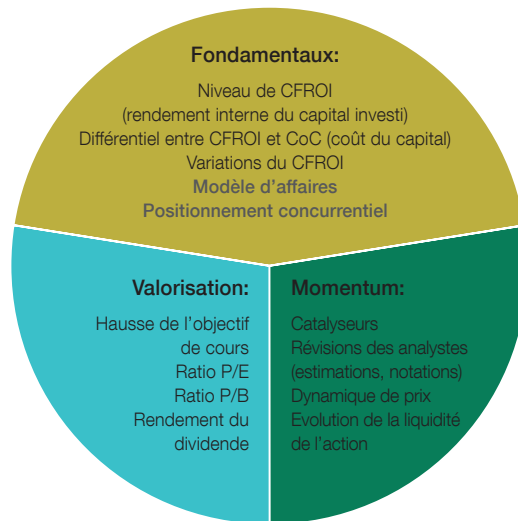 Fondamentaux:
Niveau de CFROI
(rendement interne du capital investi)
Différentiel entre CFROI et CoC (coût du capital)
Variations du CFROI
Modèle d'affaires
Positionnement concurrentiel
Valorisation:
Hausse de l'objectif
de cours
Ratio P/E
Ratio P/B
Rendement du
dividende
Momentum:
Catalyseurs
Révisions des analystes
(estimations, notations)
Dynamique de prix
Evolution de la liquidité
de l'action